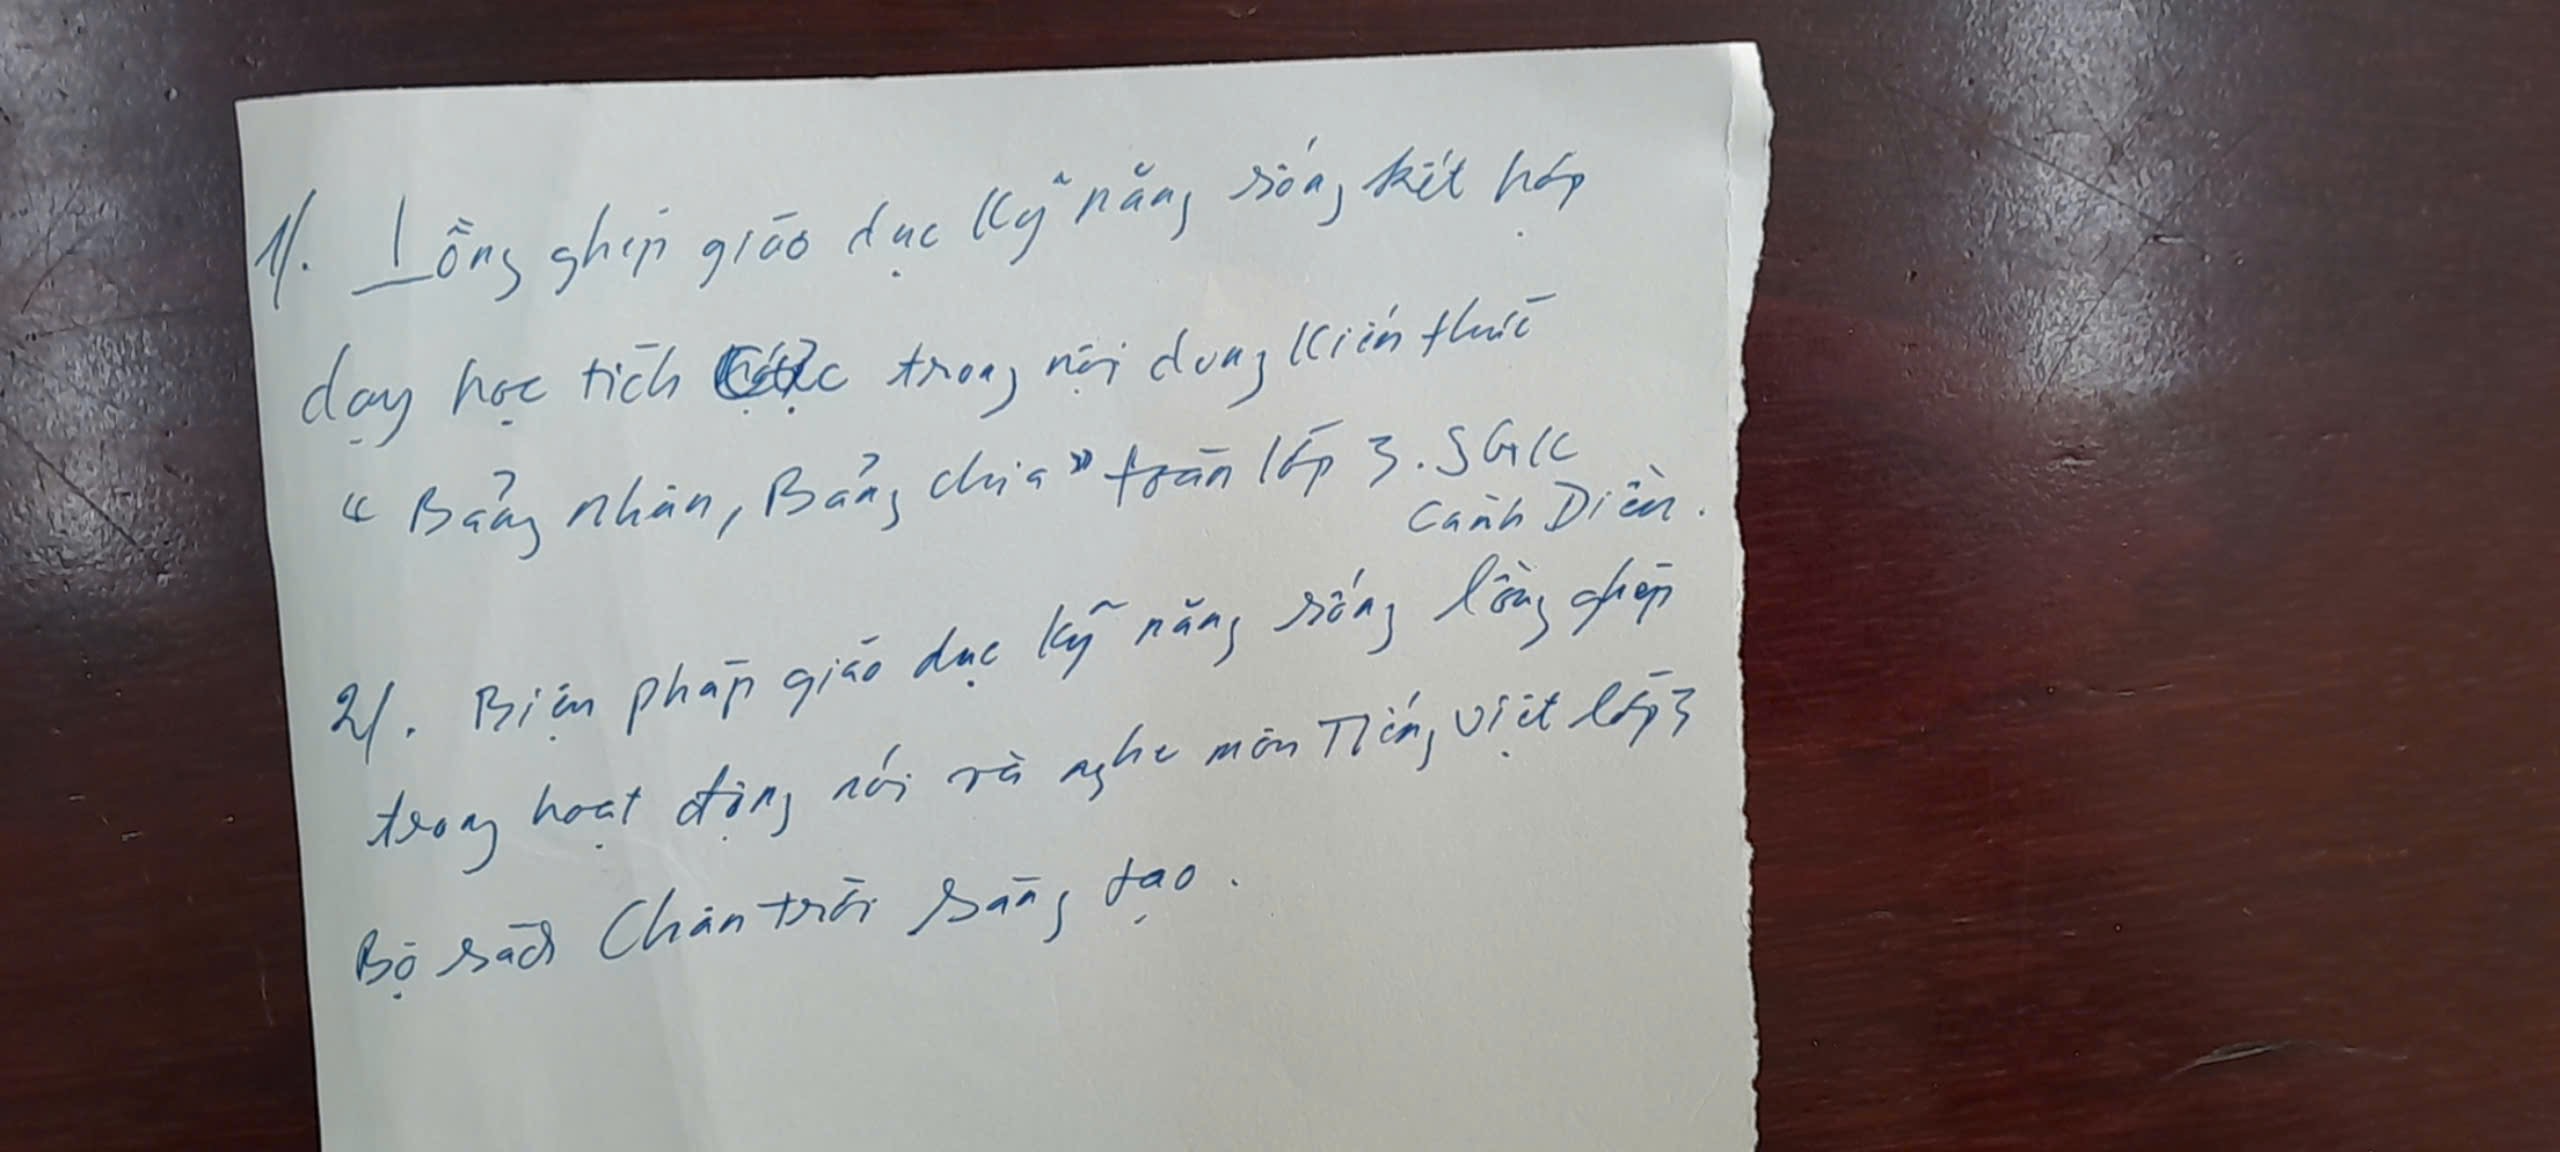 1/. Lồng ghép giáo dục kỹ năng sống kết hợp
dạy học tích cực trong nội dung kiến thức
"Bảng nhân, Bảng chia" toán lớp 3. SGK
Cánh Diều.
2/. Biện pháp giáo dục kỹ năng sống lồng ghép
trong hoạt động nói và nghe môn Tiếng việt lớp 3
Bộ sách Chân trời sáng tạo.